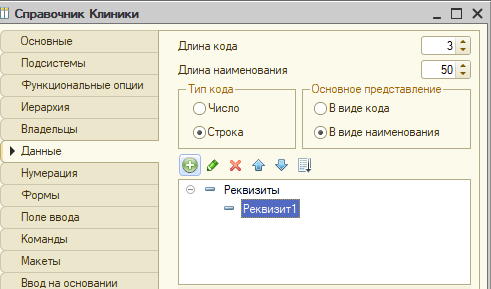 Справочник Клиники
Основные
Подсистемы
Функциональные опции
Иерархия
Владельцы
Данные
Нумерация
Формы
Поле ввода
Команды
Макеты
Ввод на основании
Длина кода 3
Длина наименования 50
Тип кода
Число
Строка
Основное представление
В виде кода
В виде наименования
Реквизиты
Реквизит1